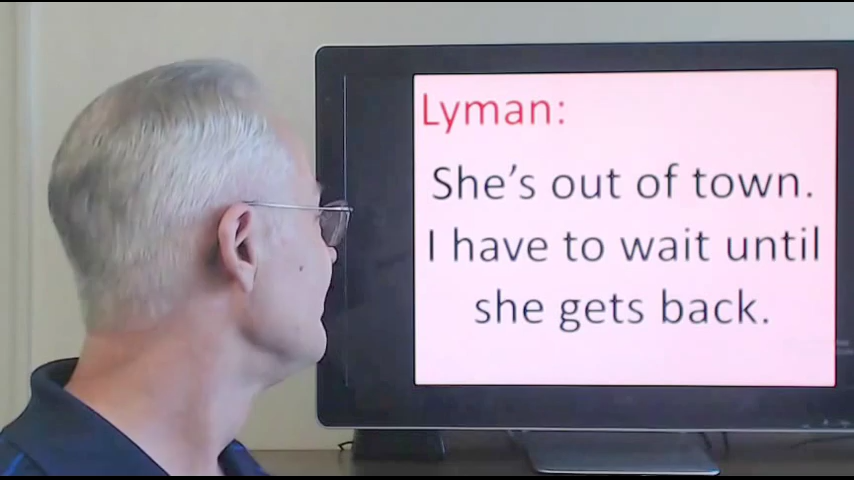 Lyman:
She's out of town.
I have to wait until
she gets back.